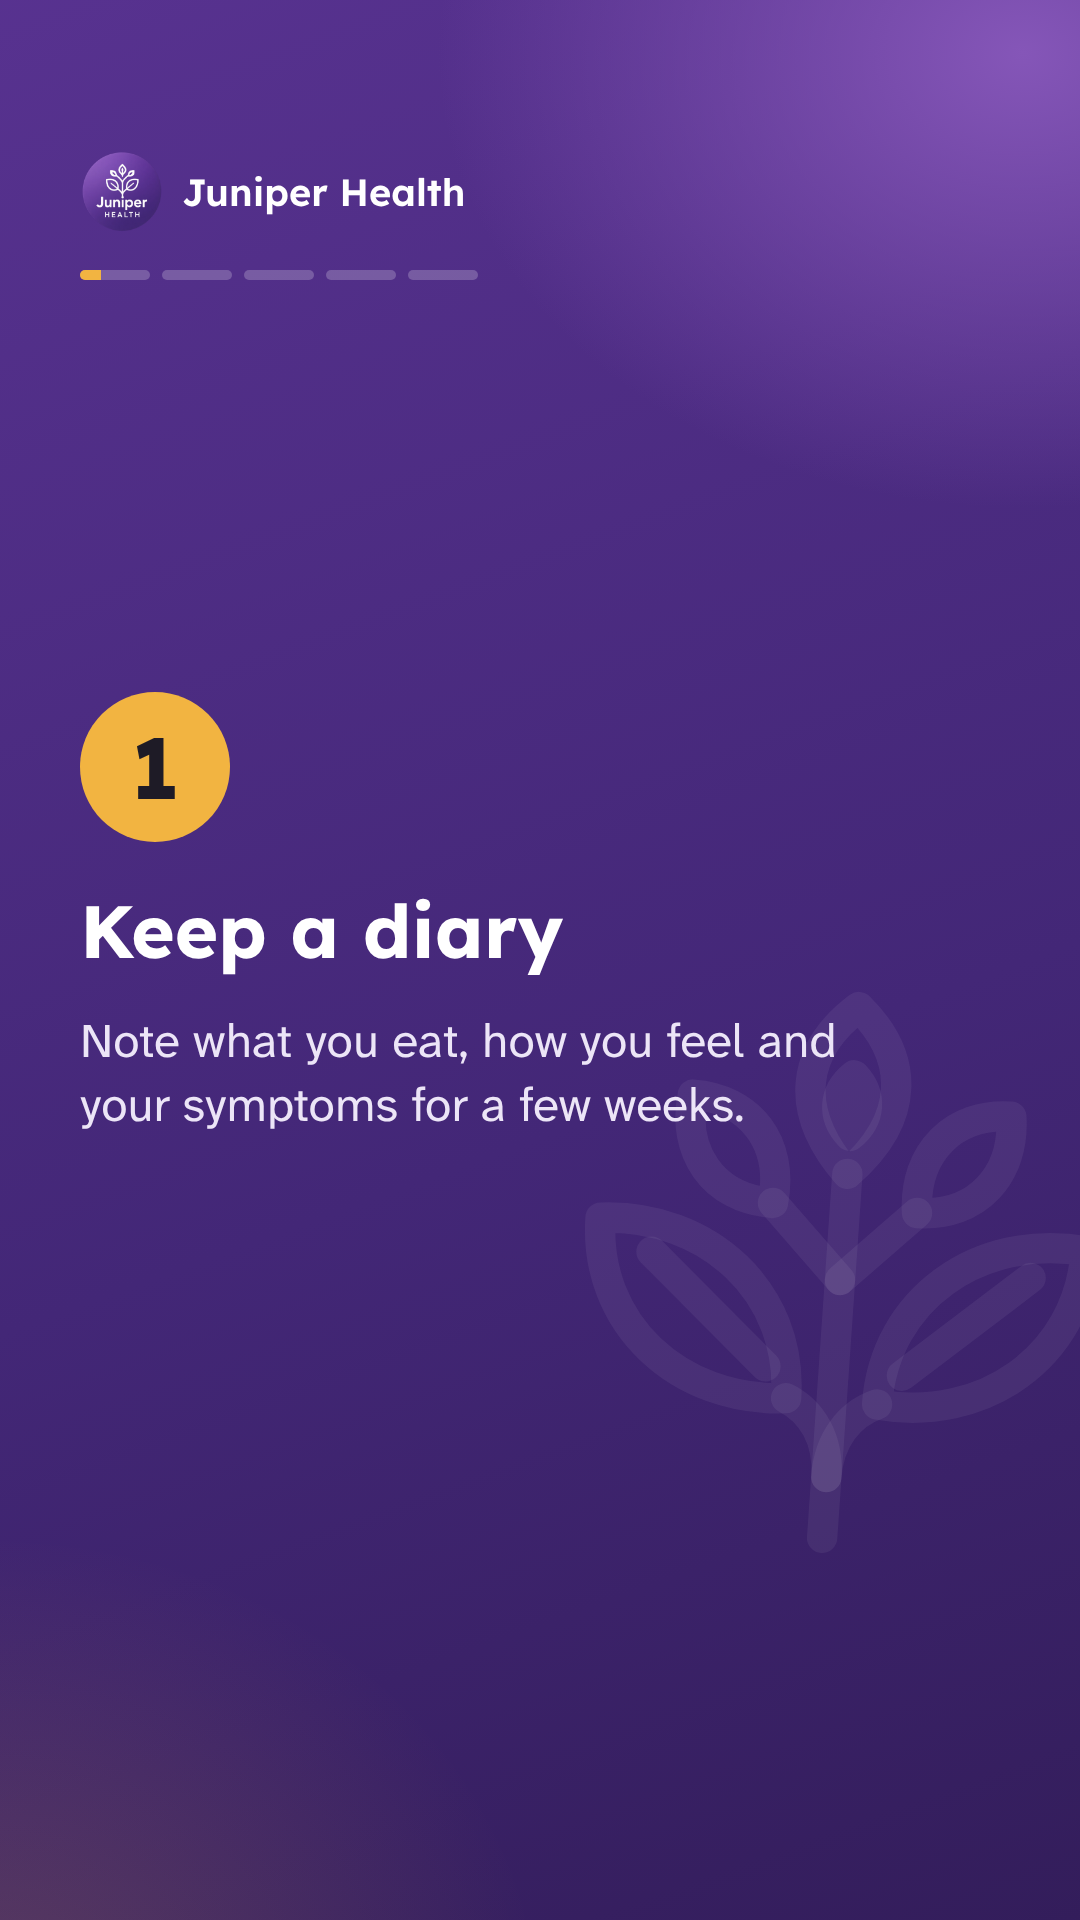 Juniper
HEALTH
Juniper Health
1
Keep a diary
Note what you eat, how you feel and
your symptoms for a few weeks.